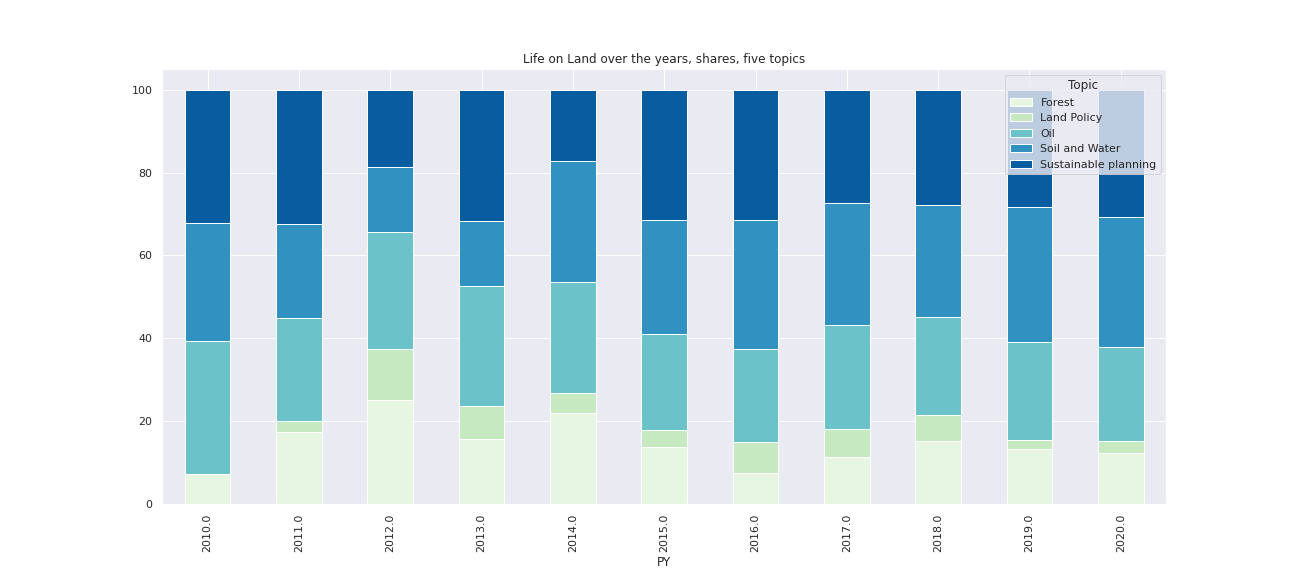 Life on Land over the years, shares, five topics
100
80
60
40
20
0
Topic
Forest
Land Policy
Oil
Soil and Water
Sustainable planning
2010.0
2011.0
2012.0
2013.0
2014.0
2015.0
2016.0
2017.0
2018.0
2019.0
2020.0
PY